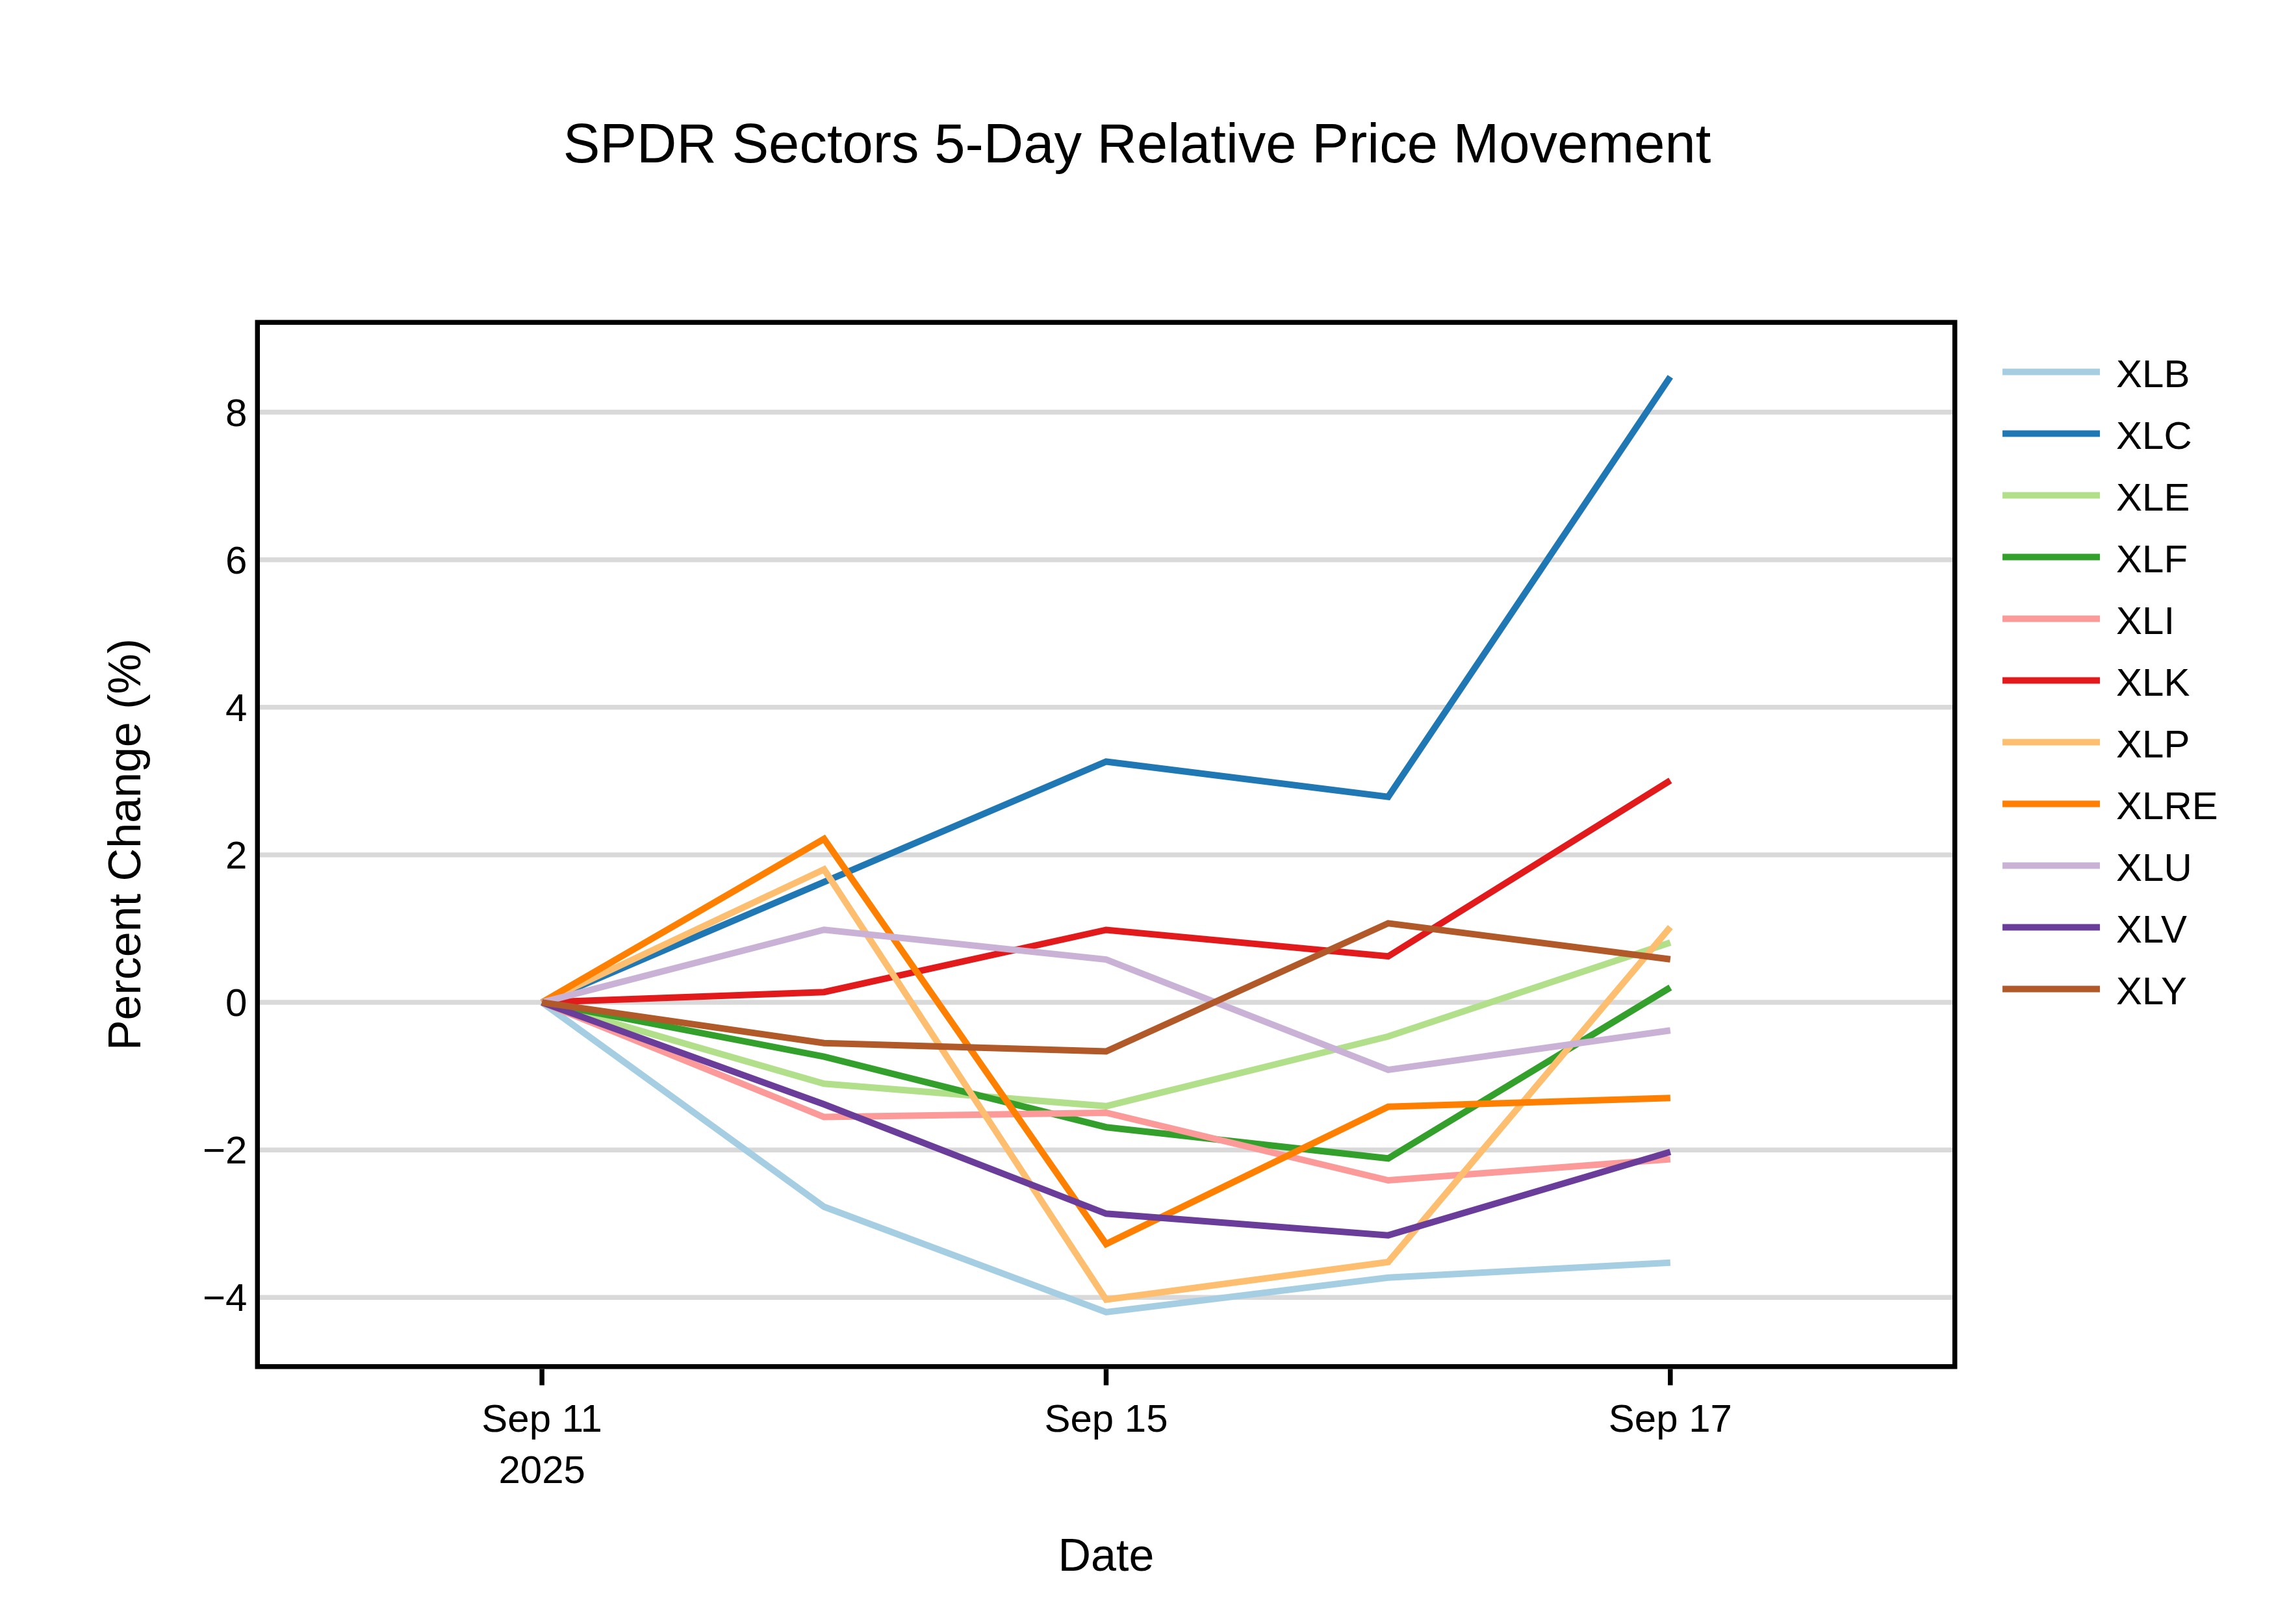 SPDR Sectors 5-Day Relative Price Movement
Percent Change (%)
8
6
4
2
0
−2
−4
Sep 11
2025
Sep 15
Sep 17
Date
XLB
XLC
XLE
XLF
XLI
XLK
XLP
XLRE
XLU
XLV
XLY